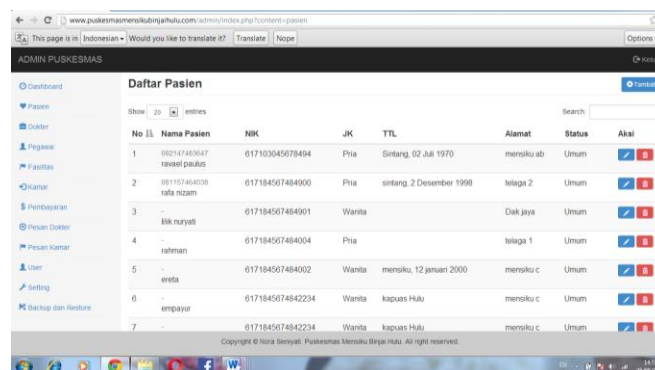 www.puskesmasmensikubinjaihulu.com/admin/index.php?content=pasien
This page is in Indonesian Would you like to translate it? Translate Nope Options
ADMIN PUSKESMAS
Dashboard
Pasien
Dokter
Pegawai
Fasilitas
Kamar
Pembayaran
Pesan Dokter
Pesan Kamar
User
Setting
Backup dan Restore
Daftar Pasien
Show 20 entries Search:
No Nama Pasien NIK JK TTL Alamat Status Aksi
1 082147463647 ravael paulus 617103045678494 Pria Sintang, 02 Juli 1970 mensiku ab Umum
2 rafa nizam 617184567484900 Pria sintang, 2 Desember 1998 telaga 2 Umum
3 - lilik nuryati 617184567484901 Wanita Dak jaya Umum
4 - rahman 617184567484004 Pria telaga 1 Umum
5 - ereta 617184567484002 Wanita mensiku, 12 januari 2000 mensiku c Umum
6 - empayur 6171845674842234 Wanita kapuas Hulu mensiku c Umum
7 - 6171845674842234 Wanita kapuas Hulu mensiku c Umum
Copyright © Nora Seniyati. Puskesmas Mensiku Binjai Hulu. All right reserved.
EN